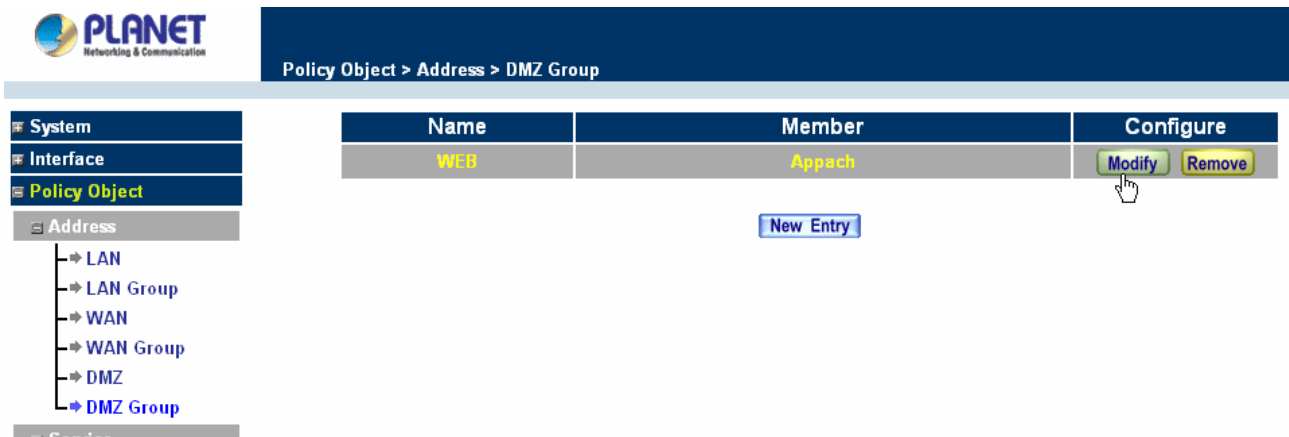 PLANET
Networking & Communication
Policy Object > Address > DMZ Group
System
Interface
Policy Object
Address
LAN
LAN Group
WAN
WAN Group
DMZ
DMZ Group
Name Member Configure
WEB Appach Modify Remove
New Entry